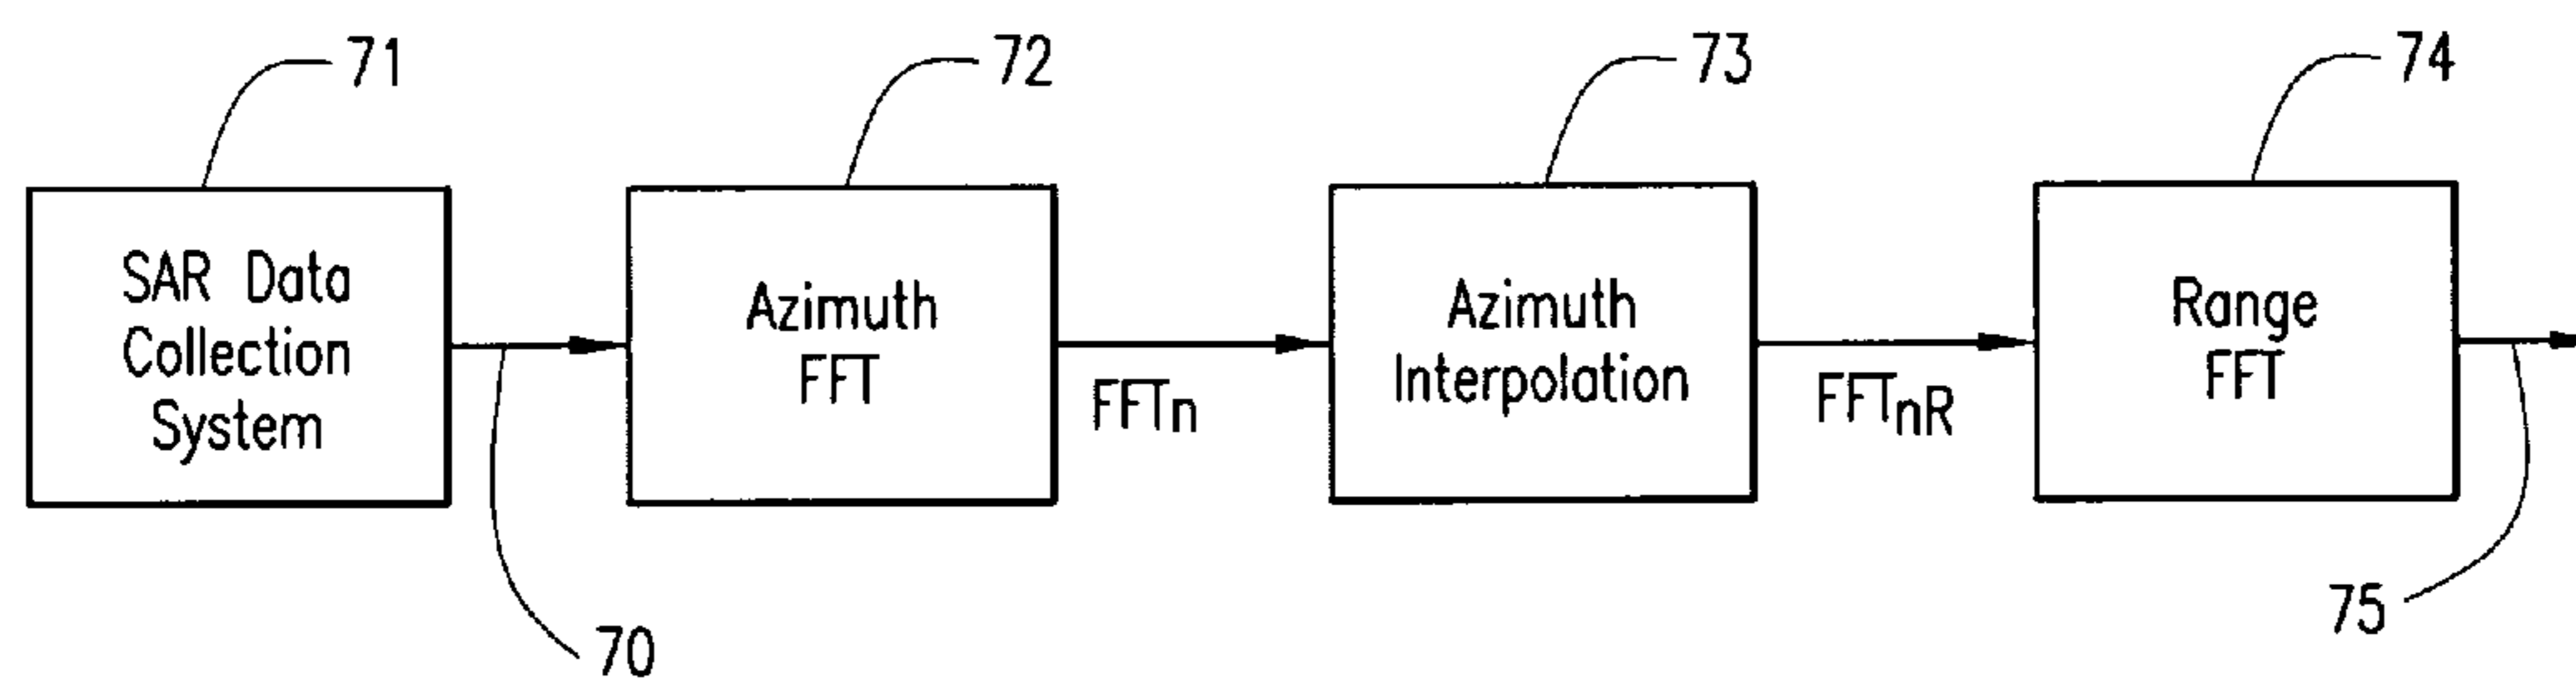 71
72
73
74
SAR Data
Collection
System
Azimuth
FFT
FFTn
Azimuth
Interpolation
FFTnR
Range
FFT
70
75